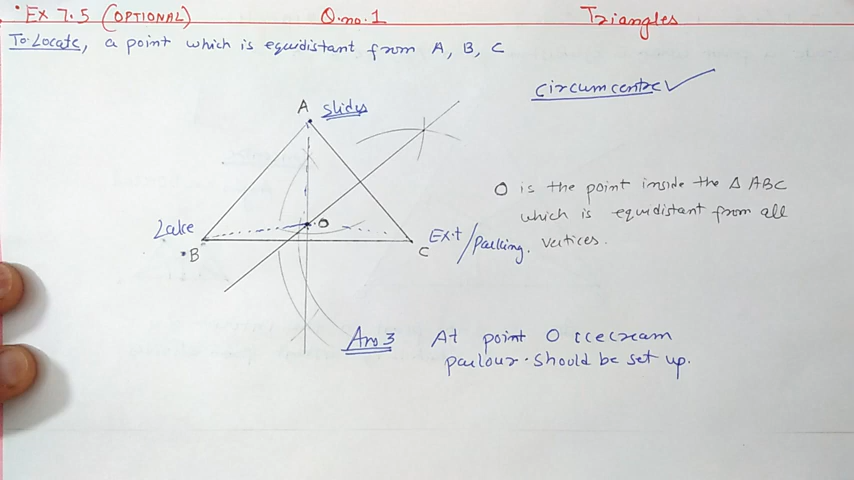 • Ex 7.5 (OPTIONAL) Q.no.1 Triangles
To Locate, a point which is equidistant from A, B, C
circumcentre
A slides
O is the point inside the Δ ABC
which is equidistant from all
vertices.
Lake
B
O
C
Exit/Parking.
Ans 3 At point O iccecream
parlour should be set up.